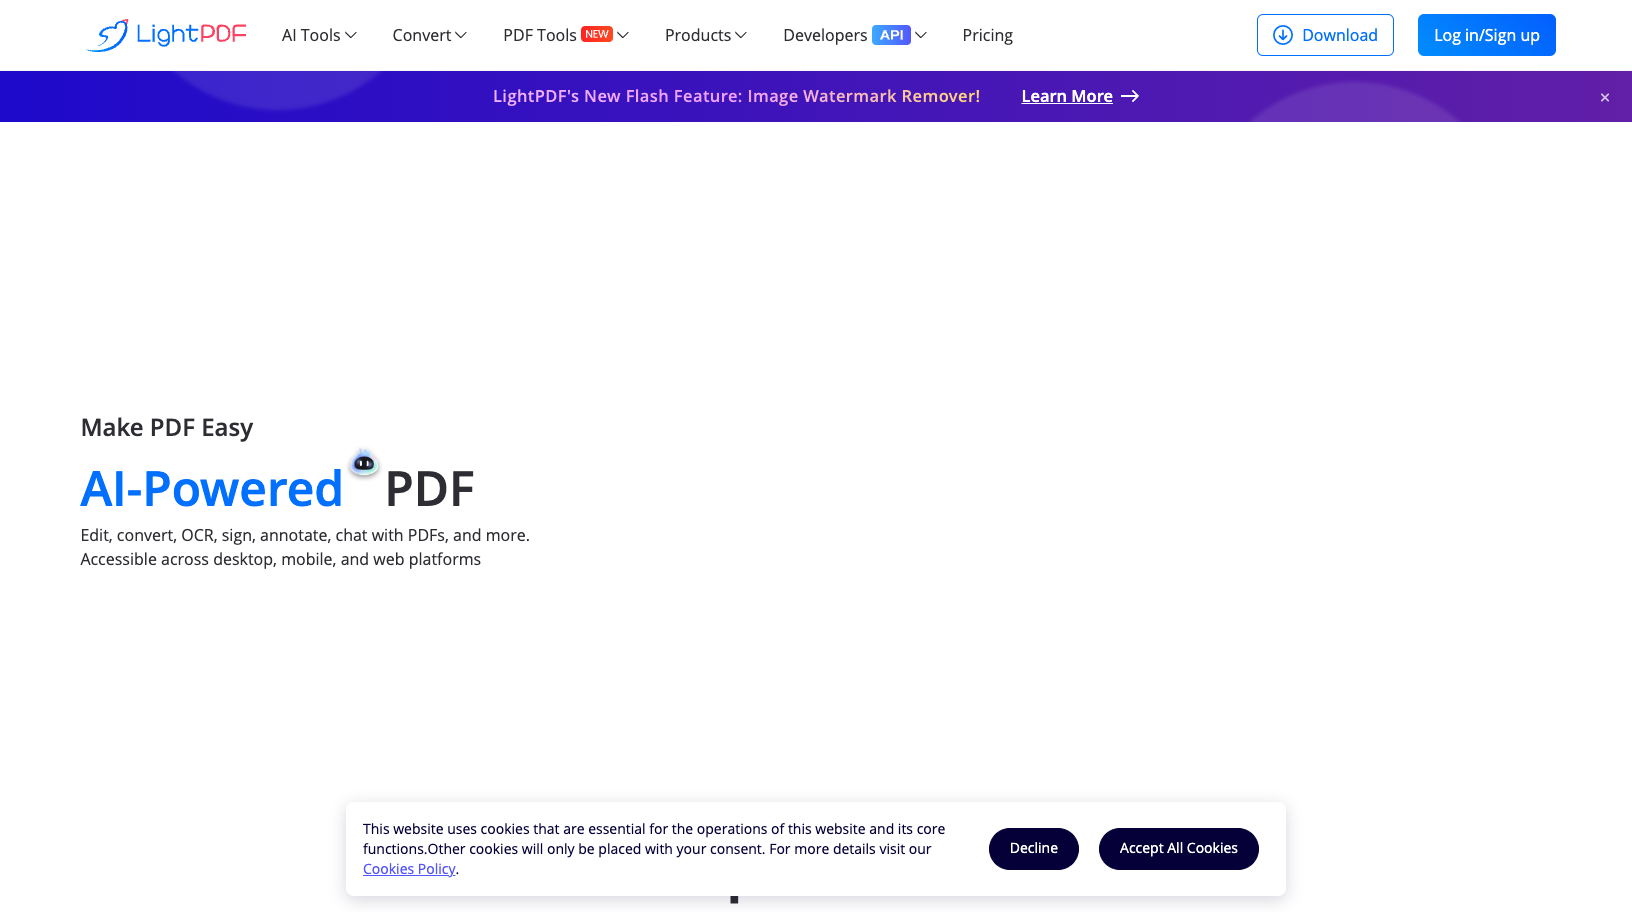 LightPDF
AI Tools
Convert
PDF Tools NEW
Products
Developers API
Pricing
Download
Log in/Sign up
LightPDF's New Flash Feature: Image Watermark Remover! Learn More
Make PDF Easy
AI-Powered PDF
Edit, convert, OCR, sign, annotate, chat with PDFs, and more.
Accessible across desktop, mobile, and web platforms
This website uses cookies that are essential for the operations of this website and its core
functions.Other cookies will only be placed with your consent. For more details visit our
Cookies Policy.
Decline
Accept All Cookies